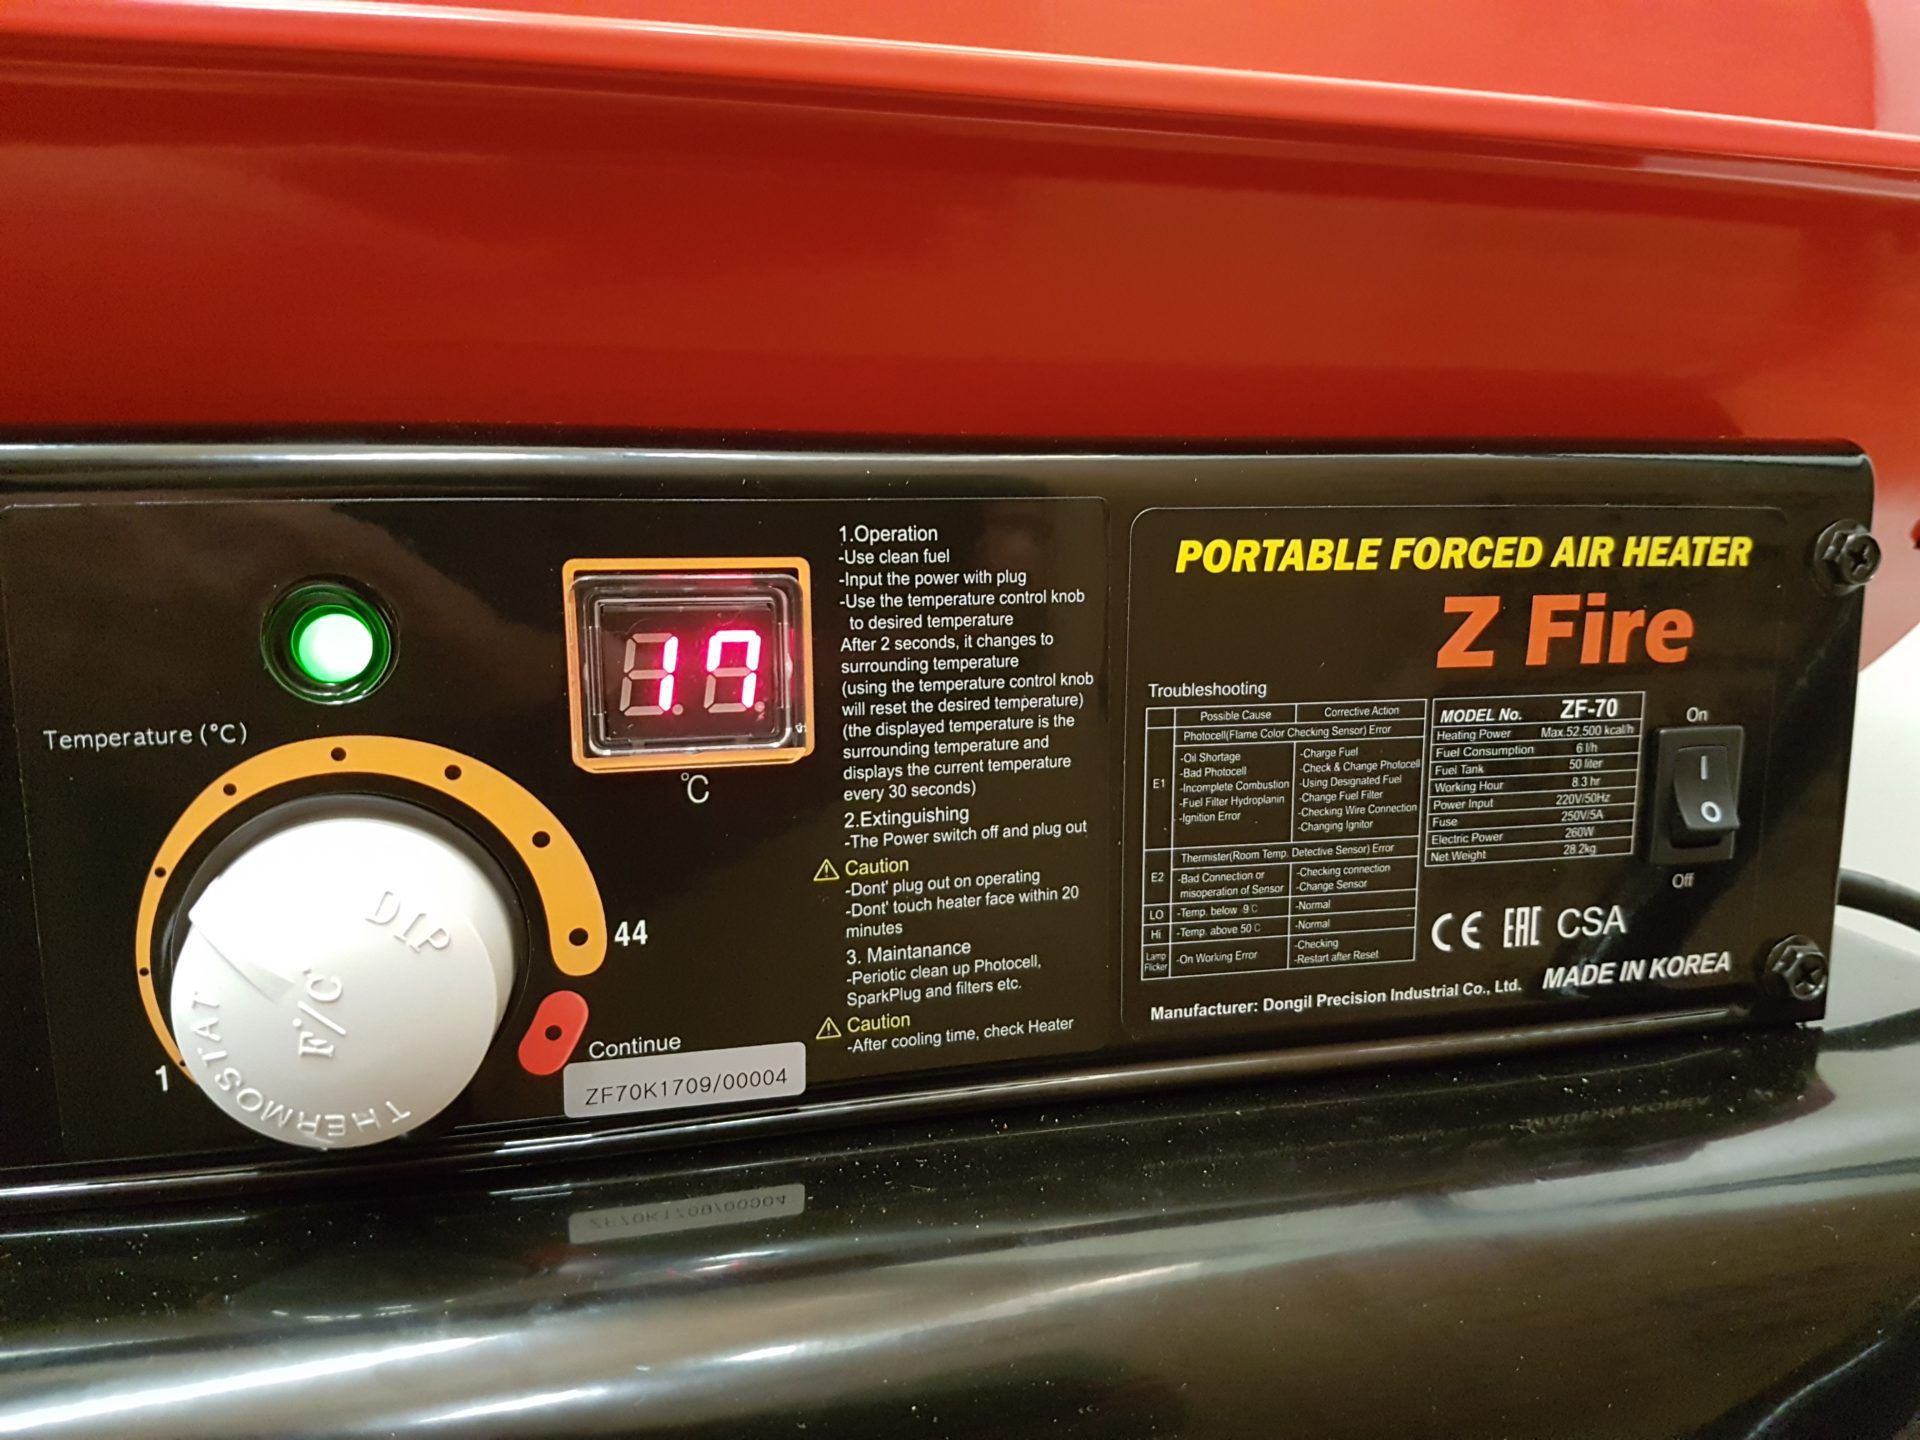 Temperature (°C)
1
44
Continue
THERMOSTAT
F/C
DIP
17
°C
ZF70K1709/00004
1.Operation
-Use clean fuel
-Input the power with plug
-Use the temperature control knob
to desired temperature
After 2 seconds, it changes to
surrounding temperature
(using the temperature control knob
will reset the desired temperature)
(the displayed temperature is the
surrounding temperature and
displays the current temperature
every 30 seconds)
2.Extinguishing
-The Power switch off and plug out
Caution
-Dont' plug out on operating
-Dont' touch heater face within 20
minutes
3. Maintanance
-Periotic clean up Photocell,
SparkPlug and filters etc.
Caution
-After cooling time, check Heater
PORTABLE FORCED AIR HEATER
Z Fire
Troubleshooting
Possible Cause Corrective Action
Photocell(Flame Color Checking Sensor) Error
E1
-Oil Shortage
-Bad Photocell
-Incomplete Combustion
-Fuel Filter Hydroplanin
-Ignition Error
-Charge Fuel
-Check & Change Photocell
-Using Designated Fuel
-Change Fuel Filter
-Checking Wire Connection
-Changing Ignitor
Thermister(Room Temp. Detective Sensor) Error
E2
-Bad Connection or
misoperation of Sensor
-Checking connection
-Change Sensor
LO -Temp. below -9°C -Normal
Hi -Temp. above 50°C -Normal
Lamp
Flicker
-On Working Error
-Checking
-Restart after Reset
MODEL No. ZF-70
Heating Power Max.52,500 kcal/h
Fuel Consumption 6 l/h
Fuel Tank 50 liter
Working Hour 8.3 hr
Power Input 220V/50Hz
Fuse 250V/5A
Electric Power 260W
Net Weight 28.2kg
On
Off
CE EAC CSA
Manufacturer: Dongil Precision Industrial Co., Ltd.
MADE IN KOREA